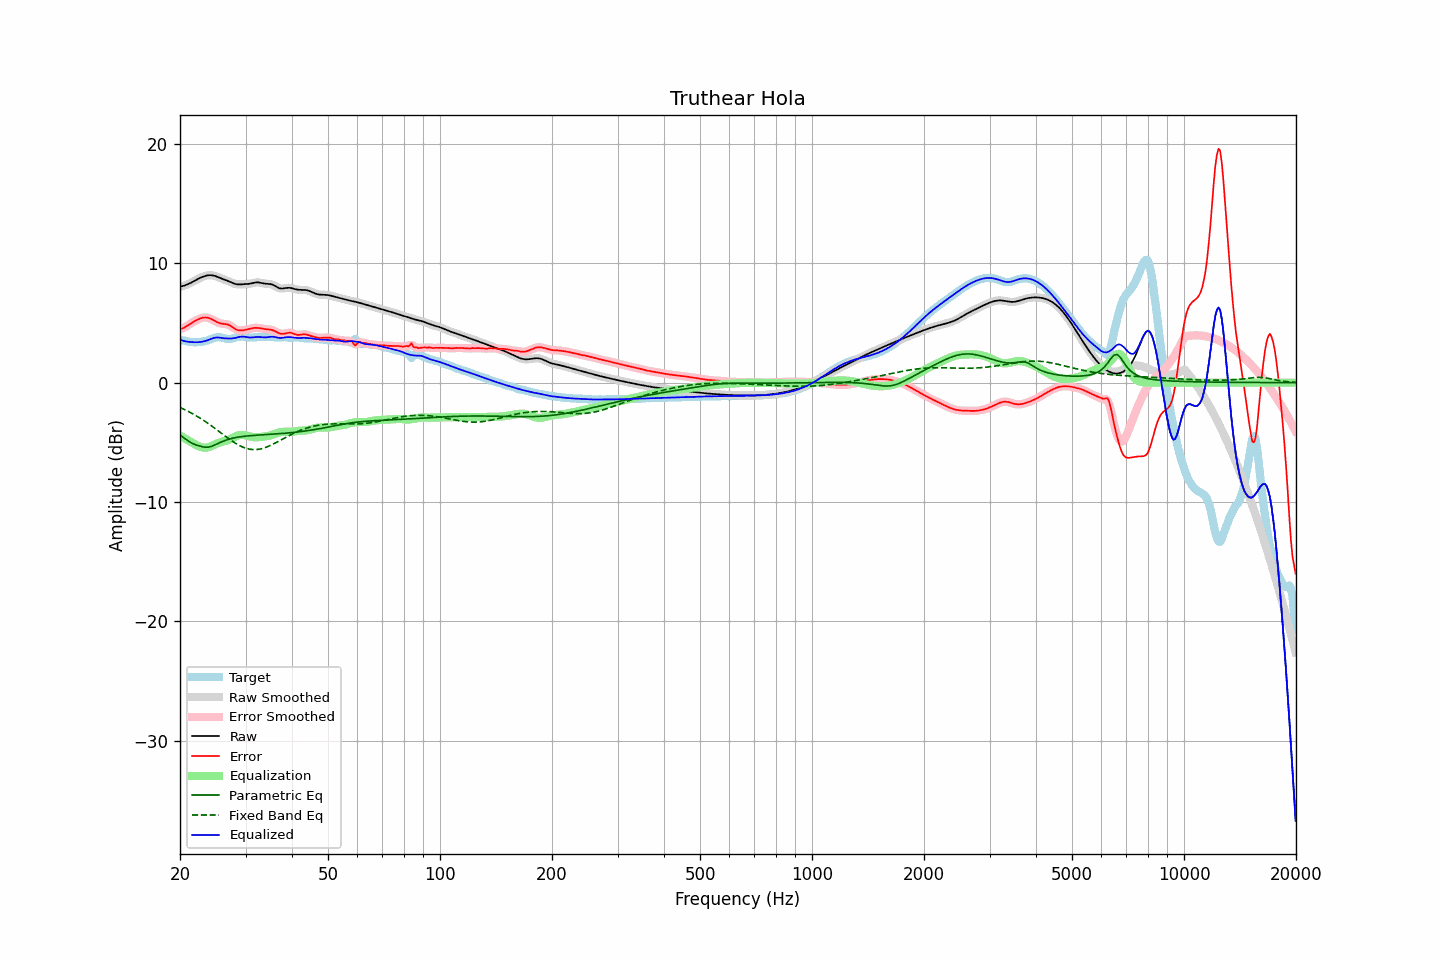 Truthear Hola
Amplitude (dBr)
20
10
0
−10
−20
−30
Target
Raw Smoothed
Error Smoothed
Raw
Error
Equalization
Parametric Eq
Fixed Band Eq
Equalized
20 50 100 200 500 1000 2000 5000 10000 20000
Frequency (Hz)